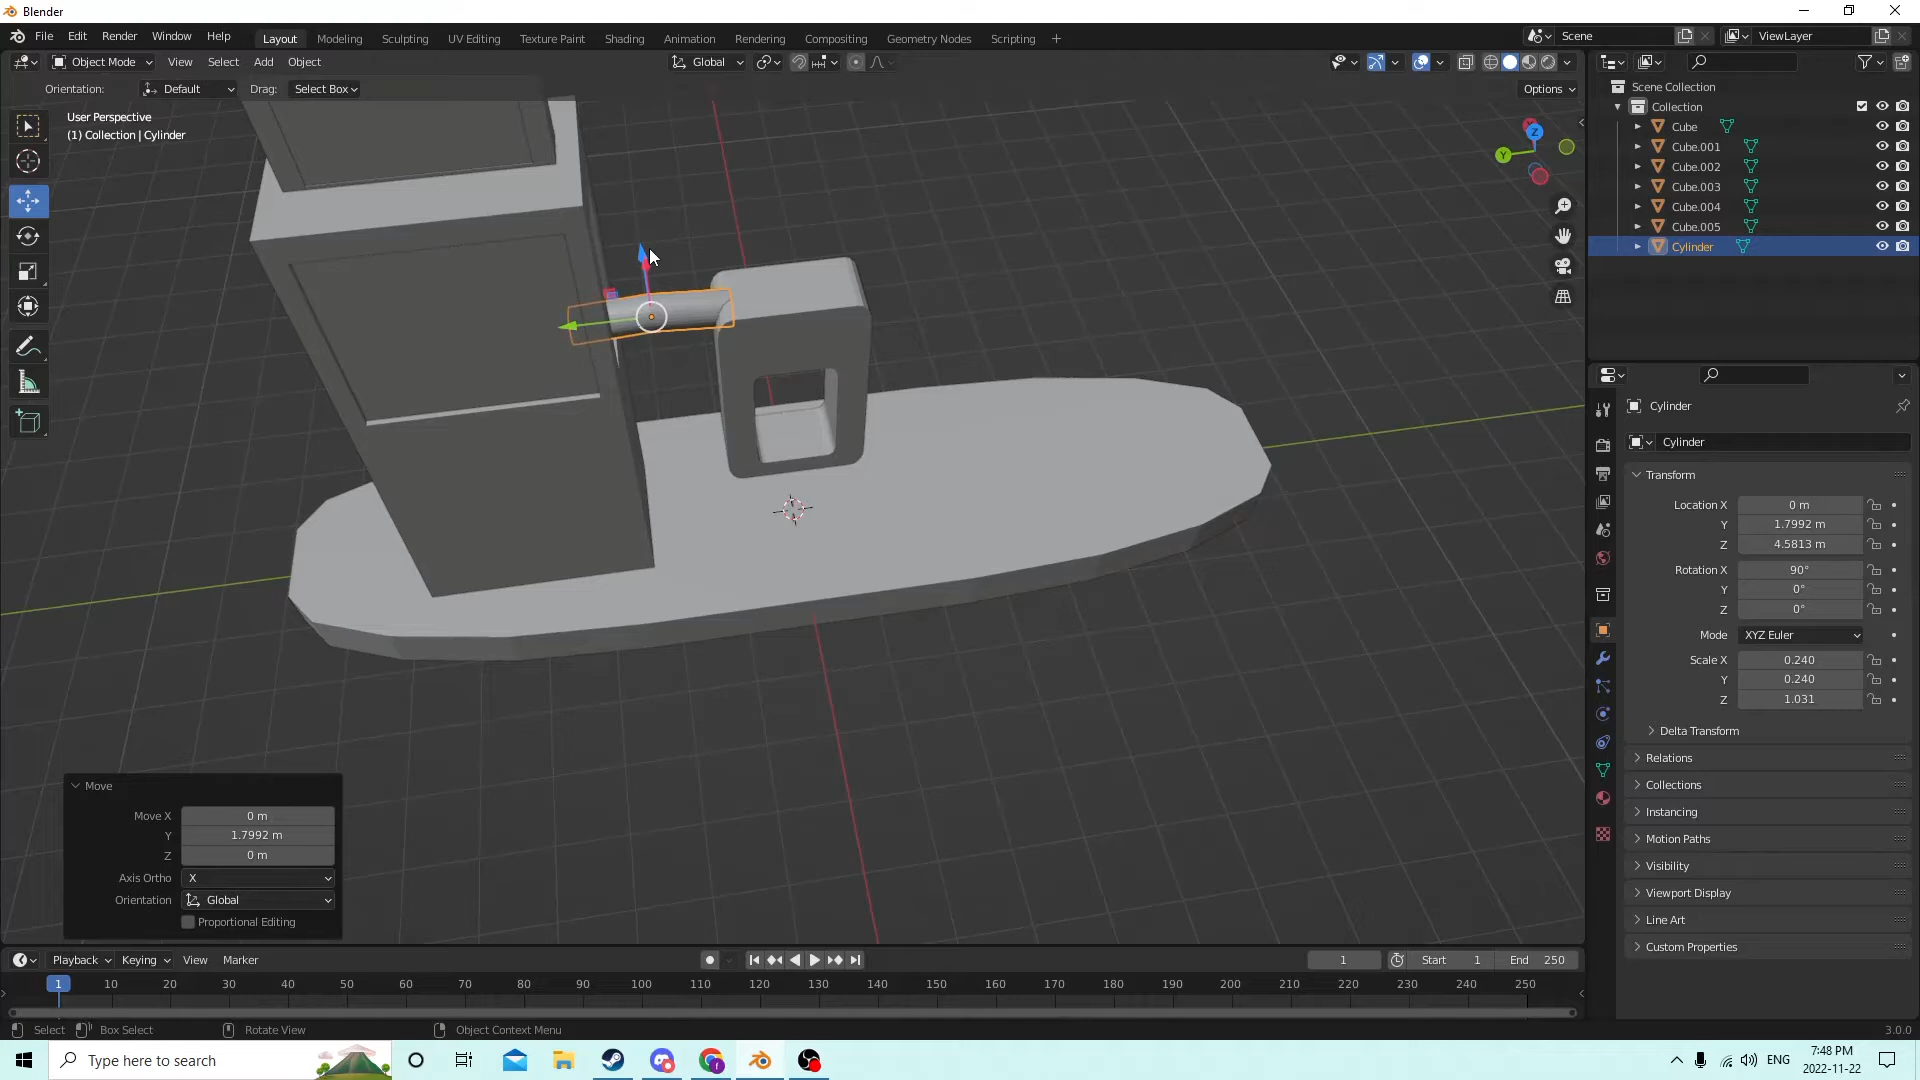 Blender
File Edit Render Window Help
Layout Modeling Sculpting UV Editing Texture Paint Shading Animation Rendering Compositing Geometry Nodes Scripting
Scene
ViewLayer
Object Mode View Select Add Object
Global
Orientation: Default Drag: Select Box
Options
User Perspective
(1) Collection | Cylinder
Z
Y
Scene Collection
Collection
Cube
Cube.001
Cube.002
Cube.003
Cube.004
Cube.005
Cylinder
Cylinder
Cylinder
Transform
Location X 0 m
Y 1.7992 m
Z 4.5813 m
Rotation X 90°
Y 0°
Z 0°
Mode XYZ Euler
Scale X 0.240
Y 0.240
Z 1.031
Delta Transform
Relations
Collections
Instancing
Motion Paths
Visibility
Viewport Display
Line Art
Custom Properties
Move
Move X 0 m
Y 1.7992 m
Z 0 m
Axis Ortho X
Orientation Global
Proportional Editing
Playback Keying View Marker
1 Start 1 End 250
1 10 20 30 40 50 60 70 80 90 100 110 120 130 140 150 160 170 180 190 200 210 220 230 240 250
Select Box Select Rotate View Object Context Menu 3.0.0
Type here to search
ENG
7:48 PM
2022-11-22